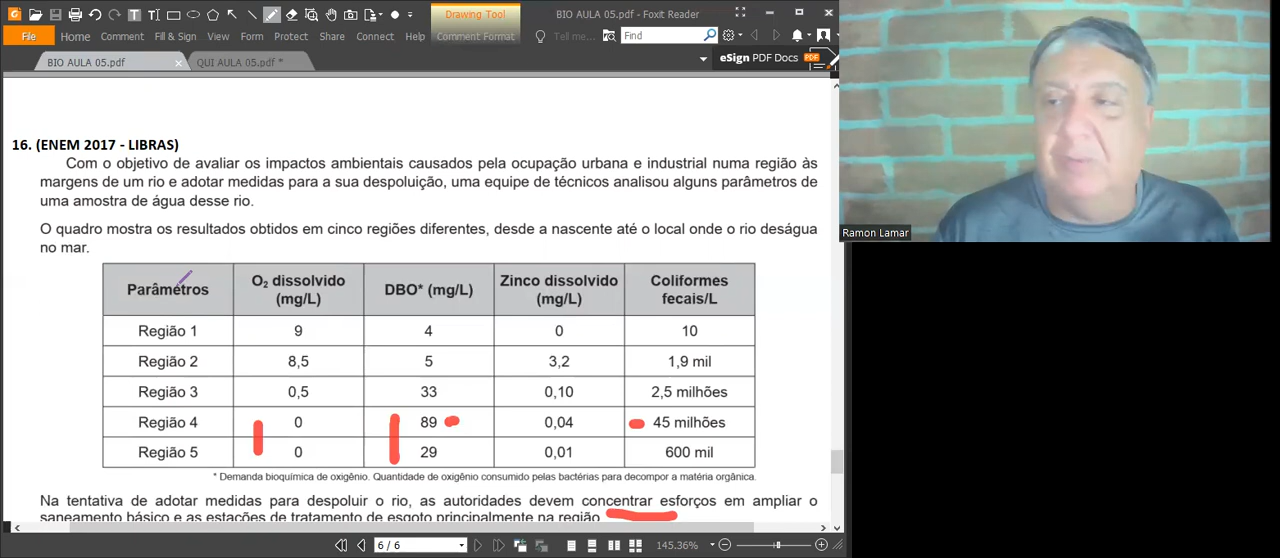 Drawing Tool
BIO AULA 05.pdf - Foxit Reader
File Home Comment Fill & Sign Draw View Form Protect Share Connect Help Comment Format Tell me... Find
BIO AULA 05.pdf QUI AULA 05.pdf * eSign PDF Docs
16. (ENEM 2017 - LIBRAS)
Com o objetivo de avaliar os impactos ambientais causados pela ocupação urbana e industrial numa região às
margens de um rio e adotar medidas para a sua despoluição, uma equipe de técnicos analisou alguns parâmetros de
uma amostra de água desse rio.
O quadro mostra os resultados obtidos em cinco regiões diferentes, desde a nascente até o local onde o rio deságua
no mar.
Parâmetros O₂ dissolvido (mg/L) DBO* (mg/L) Zinco dissolvido (mg/L) Coliformes fecais/L
Região 1 9 4 0 10
Região 2 8,5 5 3,2 1,9 mil
Região 3 0,5 33 0,10 2,5 milhões
Região 4 0 89 0,04 45 milhões
Região 5 0 29 0,01 600 mil
* Demanda bioquímica de oxigênio. Quantidade de oxigênio consumido pelas bactérias para decompor a matéria orgânica.
Na tentativa de adotar medidas para despoluir o rio, as autoridades devem concentrar esforços em ampliar o
saneamento básico e as estações de tratamento de esgoto principalmente na região
6 / 6 145.36%
Ramon Lamar